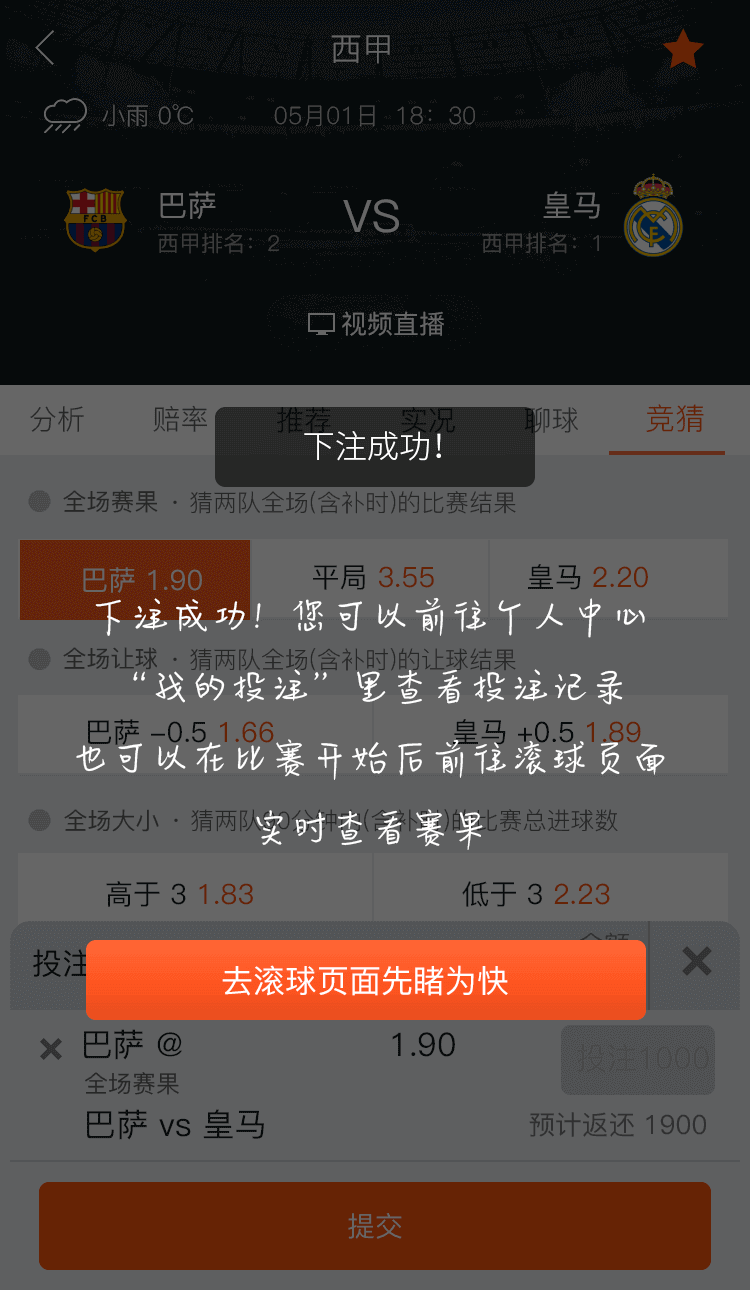 西甲
小雨 0℃ 05月01日 18：30
巴萨 VS 皇马
西甲排名：2 西甲排名：1
FCB
视频直播
分析 赔率 推荐 实况 聊球 竞猜
下注成功！
全场赛果 · 猜两队全场(含补时)的比赛结果
巴萨 1.90 平局 3.55 皇马 2.20
下注成功！您可以前往个人中心
全场让球 · 猜两队全场(含补时)的让球结果
“我的投注”里查看投注记录
巴萨 -0.5 1.66 皇马 +0.5 1.89
也可以在比赛开始后前往滚球页面
全场大小 · 猜两队90分钟内(含补时)的比赛总进球数
实时查看赛果
高于 3 1.83 低于 3 2.23
投注
去滚球页面先睹为快
巴萨 @ 1.90 投注1000
全场赛果
巴萨 vs 皇马 预计返还 1900
提交